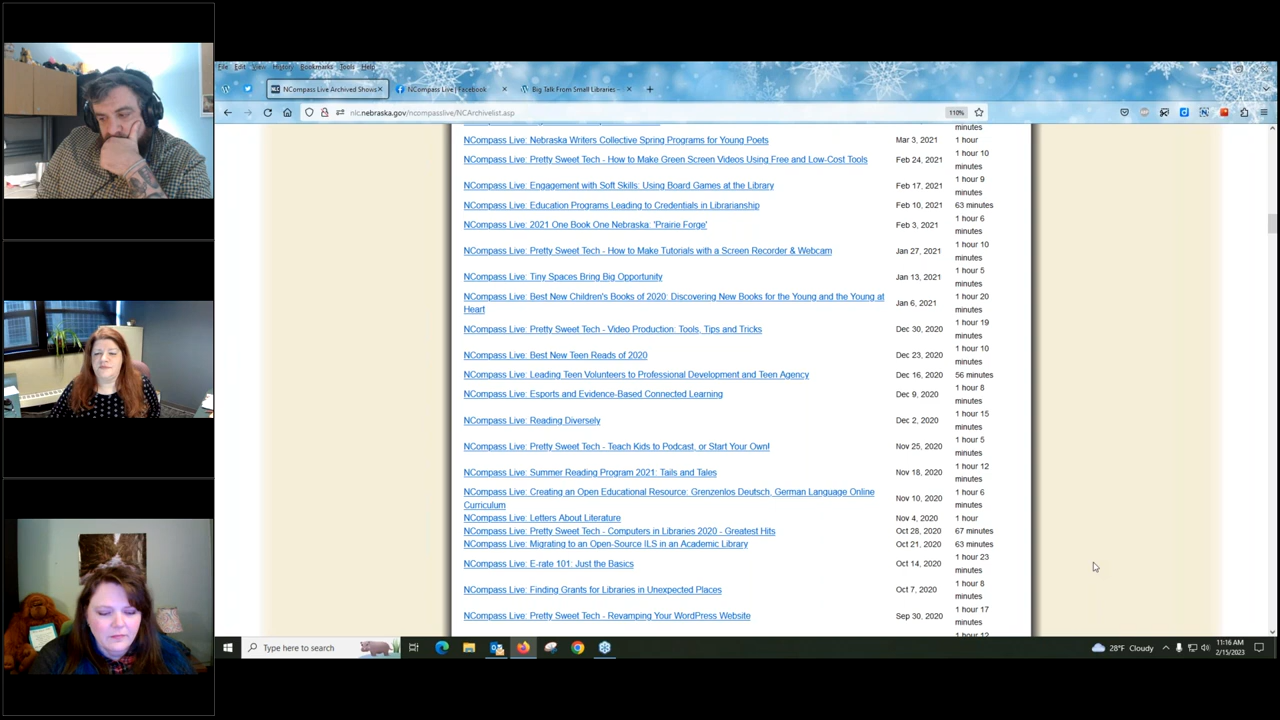 File Edit View History Bookmarks Tools Help
NCompass Live Archived Shows
NCompass Live | Facebook
Big Talk From Small Libraries –
nlc.nebraska.gov/ncompasslive/NCArchivelist.asp
110%
minutes
NCompass Live: Nebraska Writers Collective Spring Programs for Young Poets Mar 3, 2021 1 hour
NCompass Live: Pretty Sweet Tech - How to Make Green Screen Videos Using Free and Low-Cost Tools Feb 24, 2021 1 hour 10
minutes
NCompass Live: Engagement with Soft Skills: Using Board Games at the Library Feb 17, 2021 1 hour 9
minutes
NCompass Live: Education Programs Leading to Credentials in Librarianship Feb 10, 2021 63 minutes
NCompass Live: 2021 One Book One Nebraska: 'Prairie Forge' Feb 3, 2021 1 hour 6
minutes
NCompass Live: Pretty Sweet Tech - How to Make Tutorials with a Screen Recorder & Webcam Jan 27, 2021 1 hour 10
minutes
NCompass Live: Tiny Spaces Bring Big Opportunity Jan 13, 2021 1 hour 5
minutes
NCompass Live: Best New Children's Books of 2020: Discovering New Books for the Young and the Young at
Heart Jan 6, 2021 1 hour 20
minutes
NCompass Live: Pretty Sweet Tech - Video Production: Tools, Tips and Tricks Dec 30, 2020 1 hour 19
minutes
NCompass Live: Best New Teen Reads of 2020 Dec 23, 2020 1 hour 10
minutes
NCompass Live: Leading Teen Volunteers to Professional Development and Teen Agency Dec 16, 2020 56 minutes
NCompass Live: Esports and Evidence-Based Connected Learning Dec 9, 2020 1 hour 8
minutes
NCompass Live: Reading Diversely Dec 2, 2020 1 hour 15
minutes
NCompass Live: Pretty Sweet Tech - Teach Kids to Podcast, or Start Your Own! Nov 25, 2020 1 hour 5
minutes
NCompass Live: Summer Reading Program 2021: Tails and Tales Nov 18, 2020 1 hour 12
minutes
NCompass Live: Creating an Open Educational Resource: Grenzenlos Deutsch, German Language Online
Curriculum Nov 10, 2020 1 hour 6
minutes
NCompass Live: Letters About Literature Nov 4, 2020 1 hour
NCompass Live: Pretty Sweet Tech - Computers in Libraries 2020 - Greatest Hits Oct 28, 2020 67 minutes
NCompass Live: Migrating to an Open-Source ILS in an Academic Library Oct 21, 2020 63 minutes
NCompass Live: E-rate 101: Just the Basics Oct 14, 2020 1 hour 23
minutes
NCompass Live: Finding Grants for Libraries in Unexpected Places Oct 7, 2020 1 hour 8
minutes
NCompass Live: Pretty Sweet Tech - Revamping Your WordPress Website Sep 30, 2020 1 hour 17
minutes
Type here to search
28°F Cloudy
11:16 AM
2/15/2023